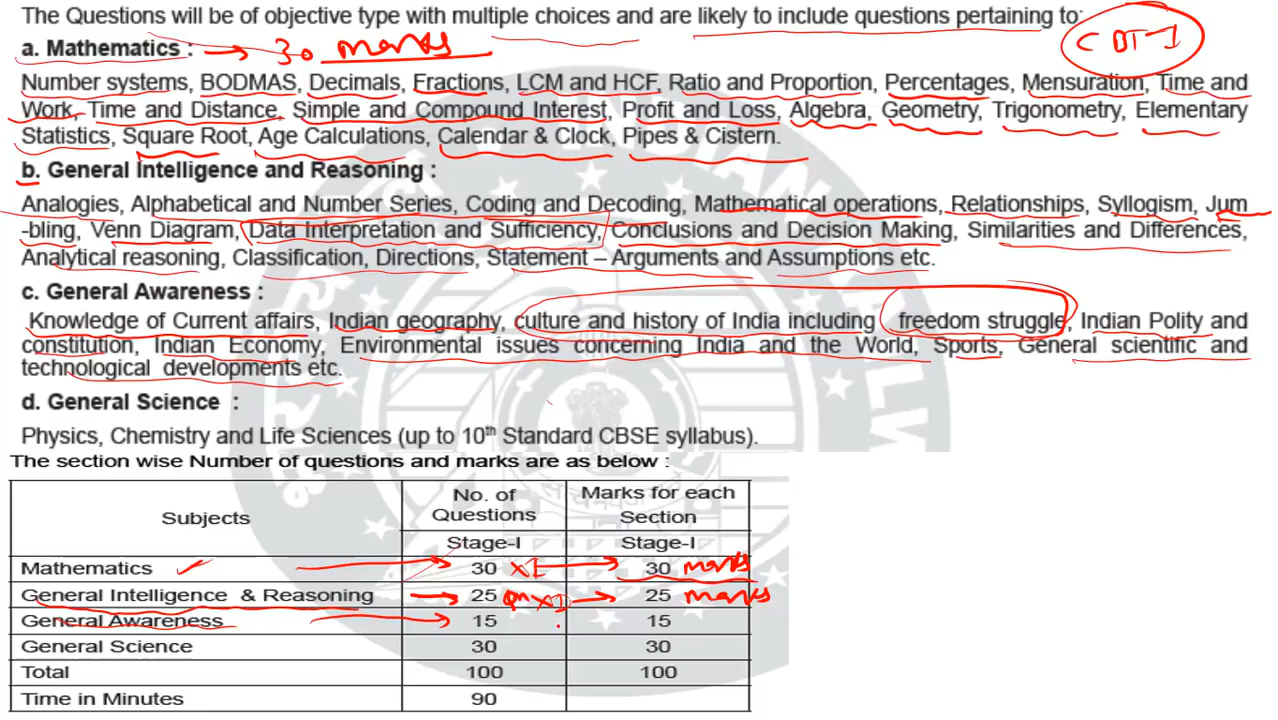 The Questions will be of objective type with multiple choices and are likely to include questions pertaining to:
CBT-I
a. Mathematics : → 30 marks
Number systems, BODMAS, Decimals, Fractions, LCM and HCF, Ratio and Proportion, Percentages, Mensuration, Time and
Work, Time and Distance, Simple and Compound Interest, Profit and Loss, Algebra, Geometry, Trigonometry, Elementary
Statistics, Square Root, Age Calculations, Calendar & Clock, Pipes & Cistern.
b. General Intelligence and Reasoning :
Analogies, Alphabetical and Number Series, Coding and Decoding, Mathematical operations, Relationships, Syllogism, Jum
-bling, Venn Diagram, Data Interpretation and Sufficiency, Conclusions and Decision Making, Similarities and Differences,
Analytical reasoning, Classification, Directions, Statement – Arguments and Assumptions etc.
c. General Awareness :
Knowledge of Current affairs, Indian geography, culture and history of India including freedom struggle, Indian Polity and
constitution, Indian Economy, Environmental issues concerning India and the World, Sports, General scientific and
technological developments etc.
d. General Science :
Physics, Chemistry and Life Sciences (up to 10th Standard CBSE syllabus).
The section wise Number of questions and marks are as below :
Subjects No. of Questions Marks for each Section
Stage-I Stage-I
Mathematics 30 x1 → 30 marks
General Intelligence & Reasoning → 25 Qn x1 → 25 marks
General Awareness → 15 15
General Science 30 30
Total 100 100
Time in Minutes 90